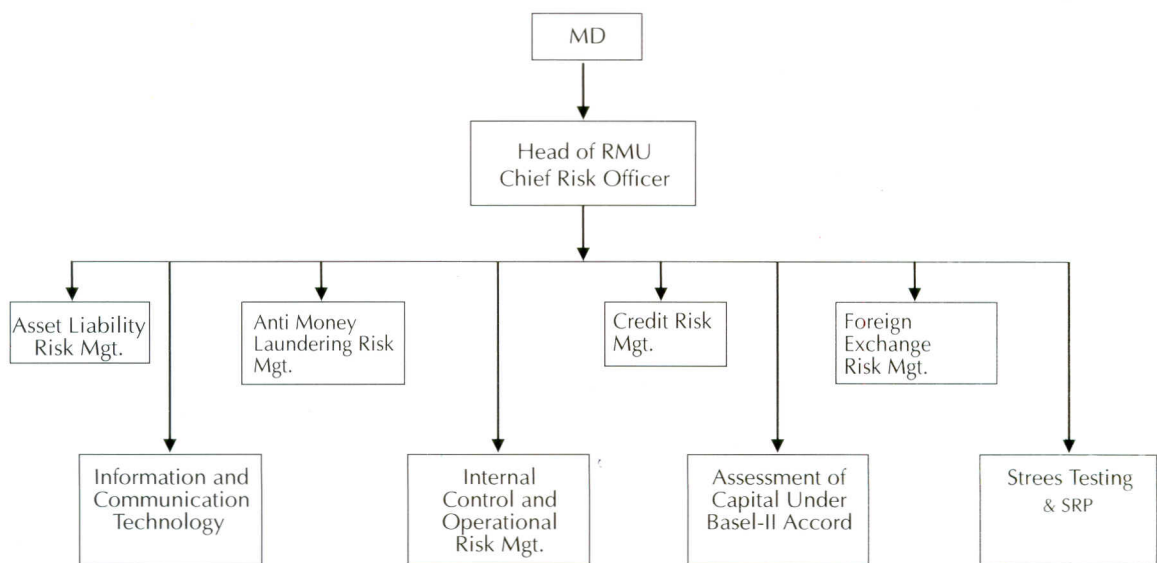 MD
Head of RMU
Chief Risk Officer
Asset Liability
Risk Mgt.
Anti Money
Laundering Risk
Mgt.
Credit Risk
Mgt.
Foreign
Exchange
Risk Mgt.
Information and
Communication
Technology
Internal
Control and
Operational
Risk Mgt.
Assessment of
Capital Under
Basel-II Accord
Strees Testing
& SRP